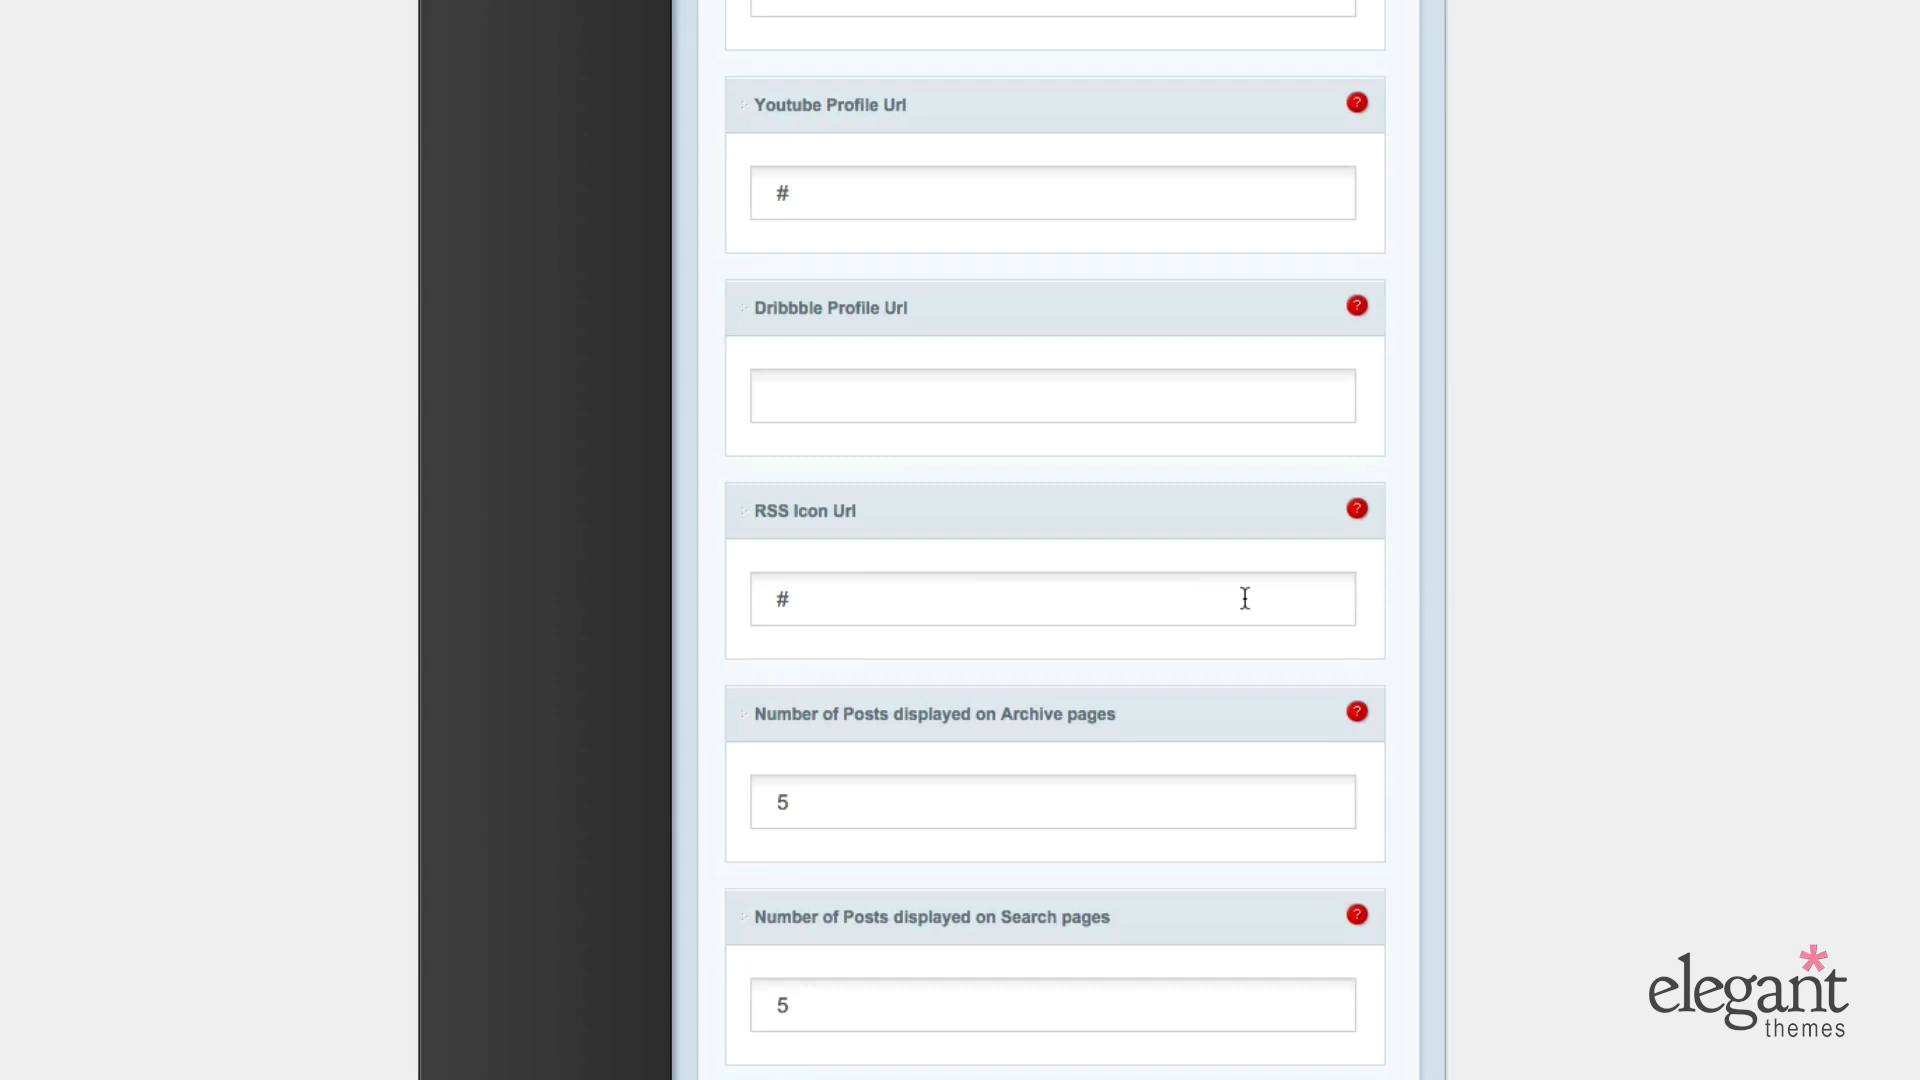 Youtube Profile Url
?
#
Dribbble Profile Url
?
RSS Icon Url
?
#
Number of Posts displayed on Archive pages
?
5
Number of Posts displayed on Search pages
?
5
elegant*
themes